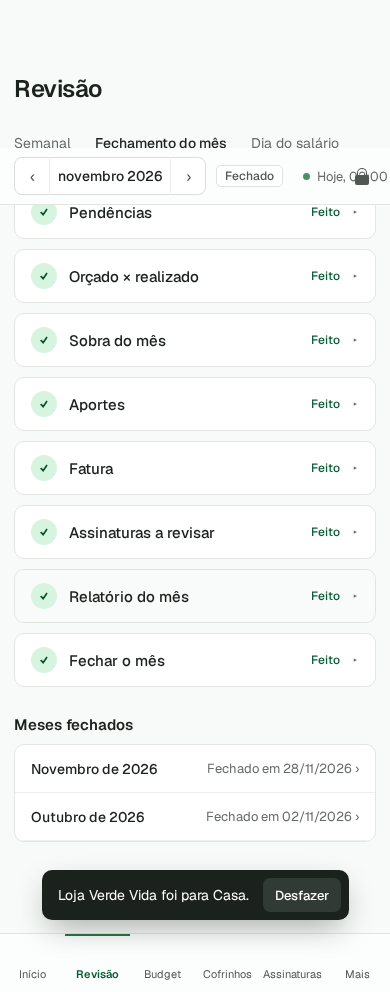 Revisão
Semanal Fechamento do mês Dia do salário
‹ novembro 2026 › Fechado Hoje,
Pendências Feito
Orçado × realizado Feito
Sobra do mês Feito
Aportes Feito
Fatura Feito
Assinaturas a revisar Feito
Relatório do mês Feito
Fechar o mês Feito
Meses fechados
Novembro de 2026 Fechado em 28/11/2026 ›
Outubro de 2026 Fechado em 02/11/2026 ›
Loja Verde Vida foi para Casa. Desfazer
Início Revisão Budget Cofrinhos Assinaturas Mais